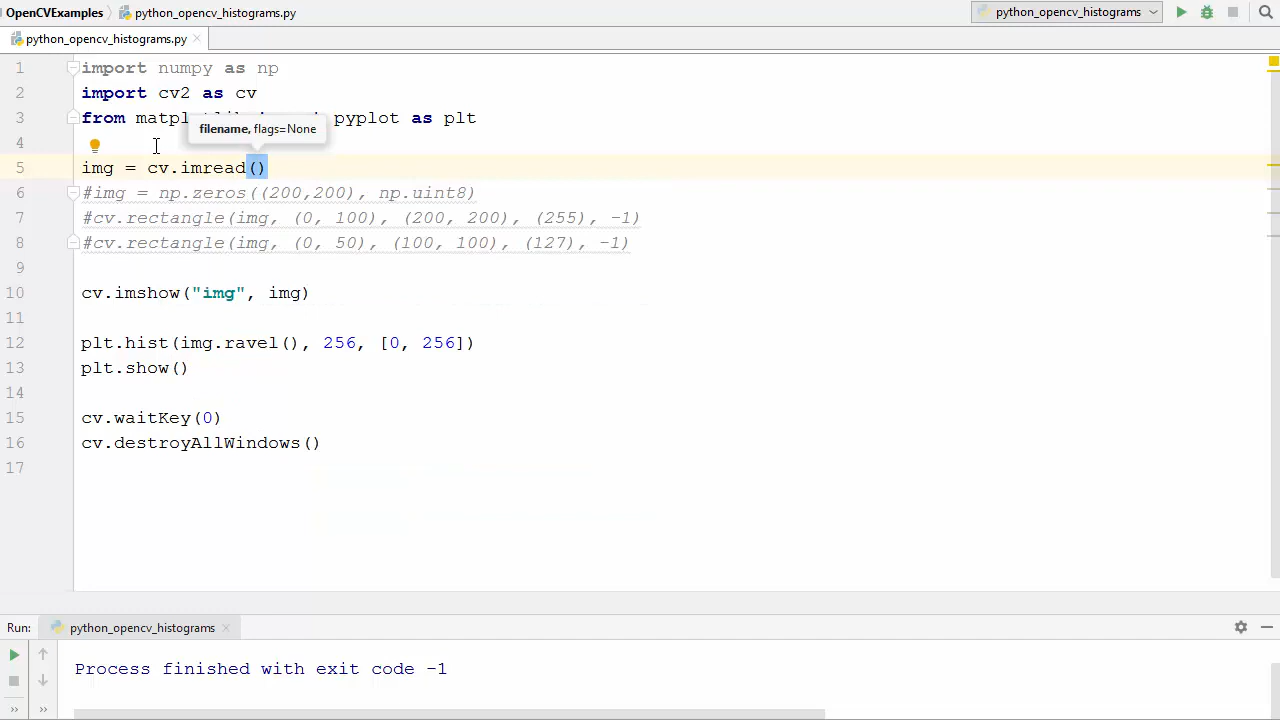 OpenCVExamples python_opencv_histograms.py python_opencv_histograms
python_opencv_histograms.py
1 import numpy as np
2 import cv2 as cv
3 from pyplot as plt
filename, flags=None
4
5 img = cv.imread()
6 #img = np.zeros((200,200), np.uint8)
7 #cv.rectangle(img, (0, 100), (200, 200), (255), -1)
8 #cv.rectangle(img, (0, 50), (100, 100), (127), -1)
9
10 cv.imshow("img", img)
11
12 plt.hist(img.ravel(), 256, [0, 256])
13 plt.show()
14
15 cv.waitKey(0)
16 cv.destroyAllWindows()
17
Run: python_opencv_histograms
Process finished with exit code -1